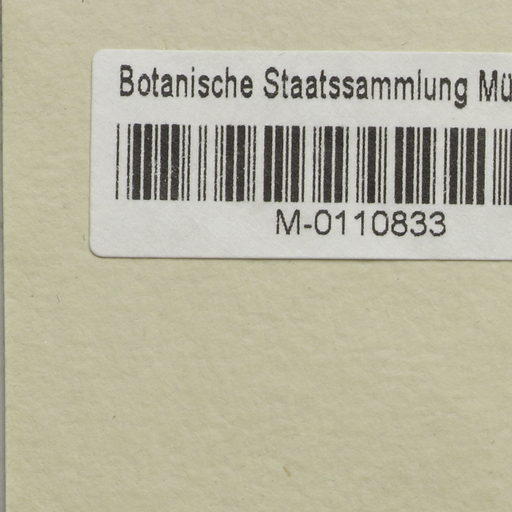 Botanische Staatssammlung Mü
M-0110833